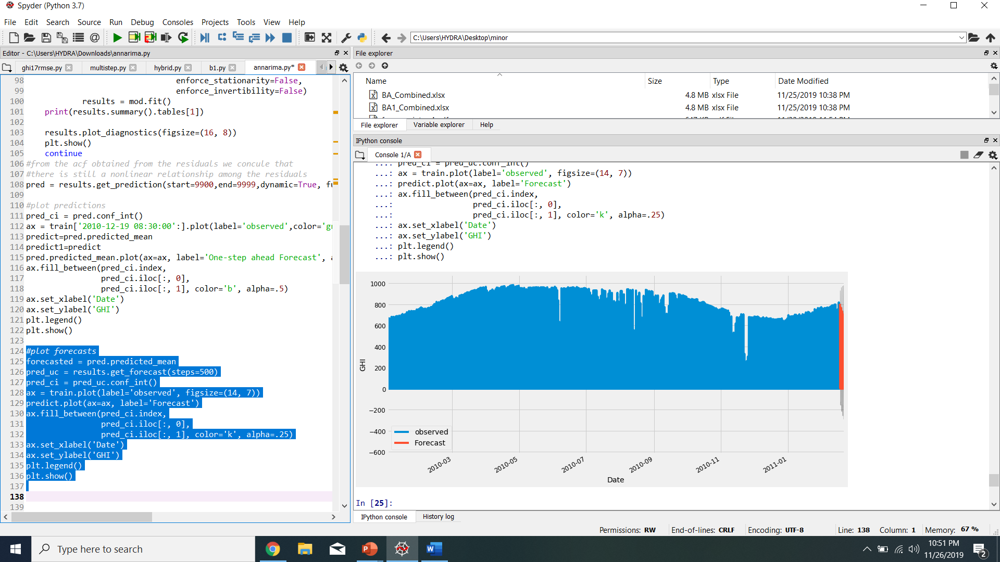 Spyder (Python 3.7)
File Edit Search Source Run Debug Consoles Projects Tools View Help
C:\Users\HYDRA\Desktop\minor
Editor - C:\Users\HYDRA\Downloads\annarima.py
ghi17rmse.py multistep.py hybrid.py b1.py annarima.py*
98 enforce_stationarity=False,
99 enforce_invertibility=False)
100 results = mod.fit()
101 print(results.summary().tables[1])
102
103 results.plot_diagnostics(figsize=(16, 8))
104 plt.show()
105 continue
106 #from the acf obtained from the residuals we concule that
107 #there is still a nonlinear relationship among the residuals
108 pred = results.get_prediction(start=9900,end=9999,dynamic=True, fu
109
110 #plot predictions
111 pred_ci = pred.conf_int()
112 ax = train['2010-12-19 08:30:00':].plot(label='observed',color='gr
113 predict=pred.predicted_mean
114 predict1=predict
115 pred.predicted_mean.plot(ax=ax, label='One-step ahead Forecast', a
116 ax.fill_between(pred_ci.index,
117 pred_ci.iloc[:, 0],
118 pred_ci.iloc[:, 1], color='b', alpha=.5)
119 ax.set_xlabel('Date')
120 ax.set_ylabel('GHI')
121 plt.legend()
122 plt.show()
123
124 #plot forecasts
125 forecasted = pred.predicted_mean
126 pred_uc = results.get_forecast(steps=500)
127 pred_ci = pred_uc.conf_int()
128 ax = train.plot(label='observed', figsize=(14, 7))
129 predict.plot(ax=ax, label='Forecast')
130 ax.fill_between(pred_ci.index,
131 pred_ci.iloc[:, 0],
132 pred_ci.iloc[:, 1], color='k', alpha=.25)
133 ax.set_xlabel('Date')
134 ax.set_ylabel('GHI')
135 plt.legend()
136 plt.show()
137
138
139
File explorer
Name Size Type Date Modified
BA_Combined.xlsx 4.8 MB xlsx File 11/25/2019 10:38 PM
BA1_Combined.xlsx 4.8 MB xlsx File 11/25/2019 10:38 PM
File explorer Variable explorer Help
IPython console
Console 1/A
...: pred_ci = pred_uc.conf_int()
...: ax = train.plot(label='observed', figsize=(14, 7))
...: predict.plot(ax=ax, label='Forecast')
...: ax.fill_between(pred_ci.index,
...: pred_ci.iloc[:, 0],
...: pred_ci.iloc[:, 1], color='k', alpha=.25)
...: ax.set_xlabel('Date')
...: ax.set_ylabel('GHI')
...: plt.legend()
...: plt.show()
1000
800
600
400
200
0
−200
−400
−600
GHI
observed
Forecast
2010-03 2010-05 2010-07 2010-09 2010-11 2011-01
Date
In [25]:
IPython console History log
Permissions: RW End-of-lines: CRLF Encoding: UTF-8 Line: 138 Column: 1 Memory: 67 %
Type here to search
10:51 PM
11/26/2019
2